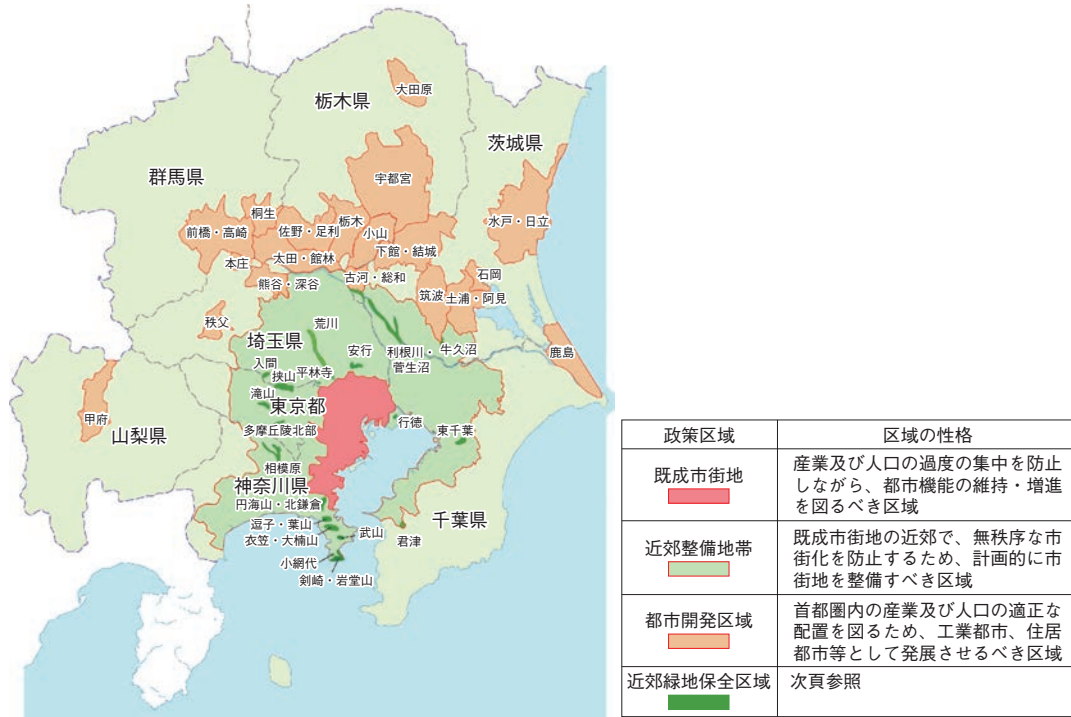 大田原
栃木県
茨城県
群馬県
宇都宮
桐生
栃木
水戸・日立
前橋・高崎
佐野・足利
小山
下館・結城
本庄
太田・館林
石岡
熊谷・深谷
古河・総和
筑波
土浦・阿見
秩父
荒川
埼玉県
鹿島
入間
安行
利根川・
菅生沼
牛久沼
狭山
平林寺
滝山
東京都
甲府
行徳
山梨県
多摩丘陵北部
東千葉
相模原
神奈川県
円海山・北鎌倉
千葉県
逗子・葉山
武山
衣笠・大楠山
君津
小網代
剣崎・岩堂山
政策区域
区域の性格
既成市街地
産業及び人口の過度の集中を防止
しながら、都市機能の維持・増進
を図るべき区域
近郊整備地帯
既成市街地の近郊で、無秩序な市
街化を防止するため、計画的に市
街地を整備すべき区域
都市開発区域
首都圏内の産業及び人口の適正な
配置を図るため、工業都市、住居
都市等として発展させるべき区域
近郊緑地保全区域
次頁参照